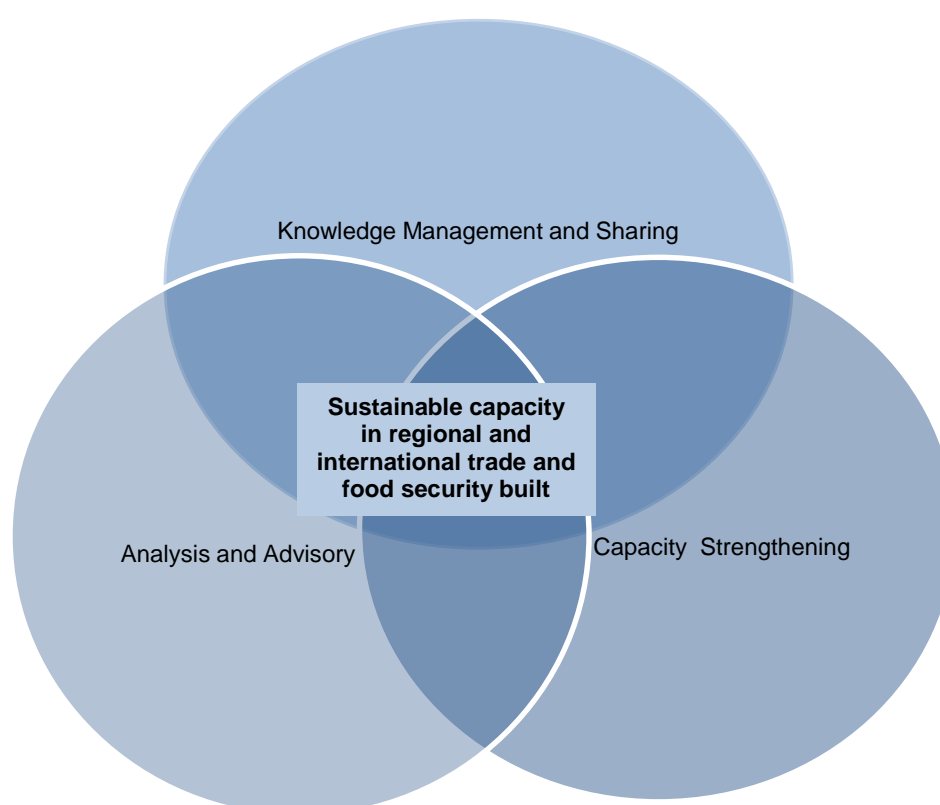 Knowledge Management and Sharing
Sustainable capacity
in regional and
international trade and
food security built
Analysis and Advisory
Capacity  Strengthening